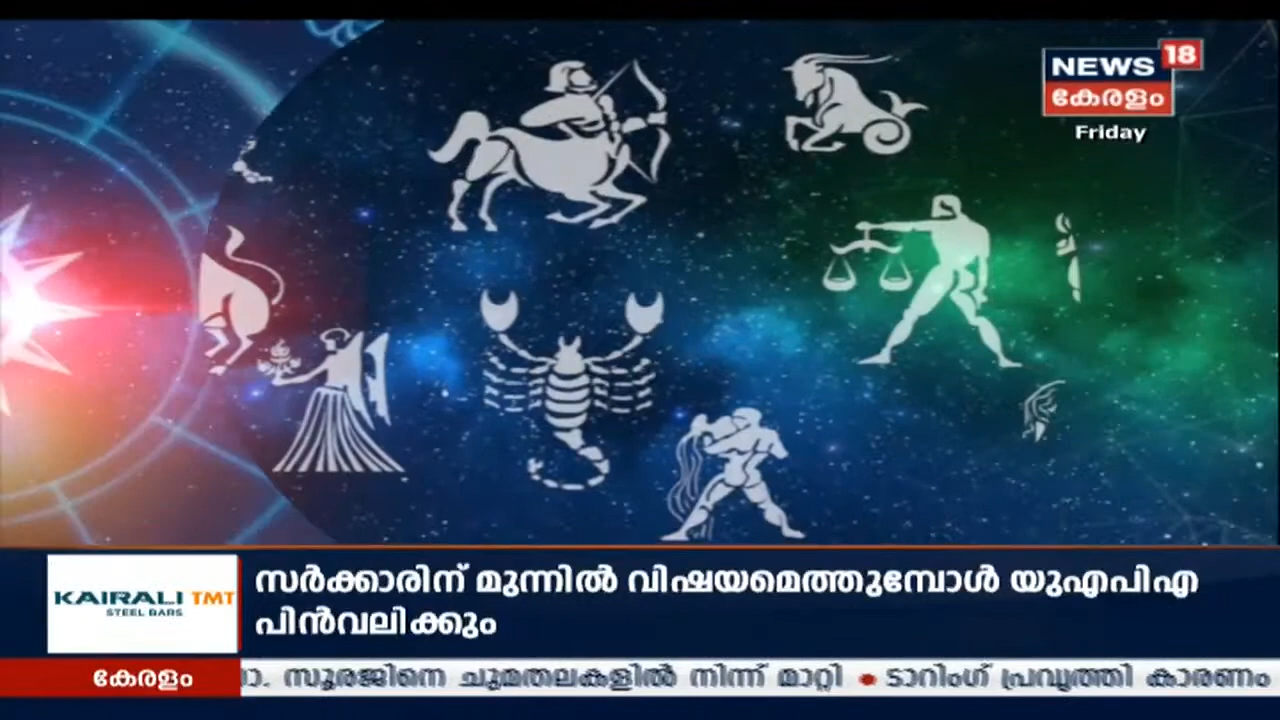 NEWS 18
കേരളം
Friday
KAIRALI TMT
STEEL BARS
സർക്കാരിന് മുന്നിൽ വിഷയമെത്തുമ്പോൾ യുഎപിഎ
പിൻവലിക്കും
കേരളം
സൂരജിനെ ചുമതലകളിൽ നിന്ന് മാറ്റി • ടാറിംഗ് പ്രവൃത്തി കാരണം